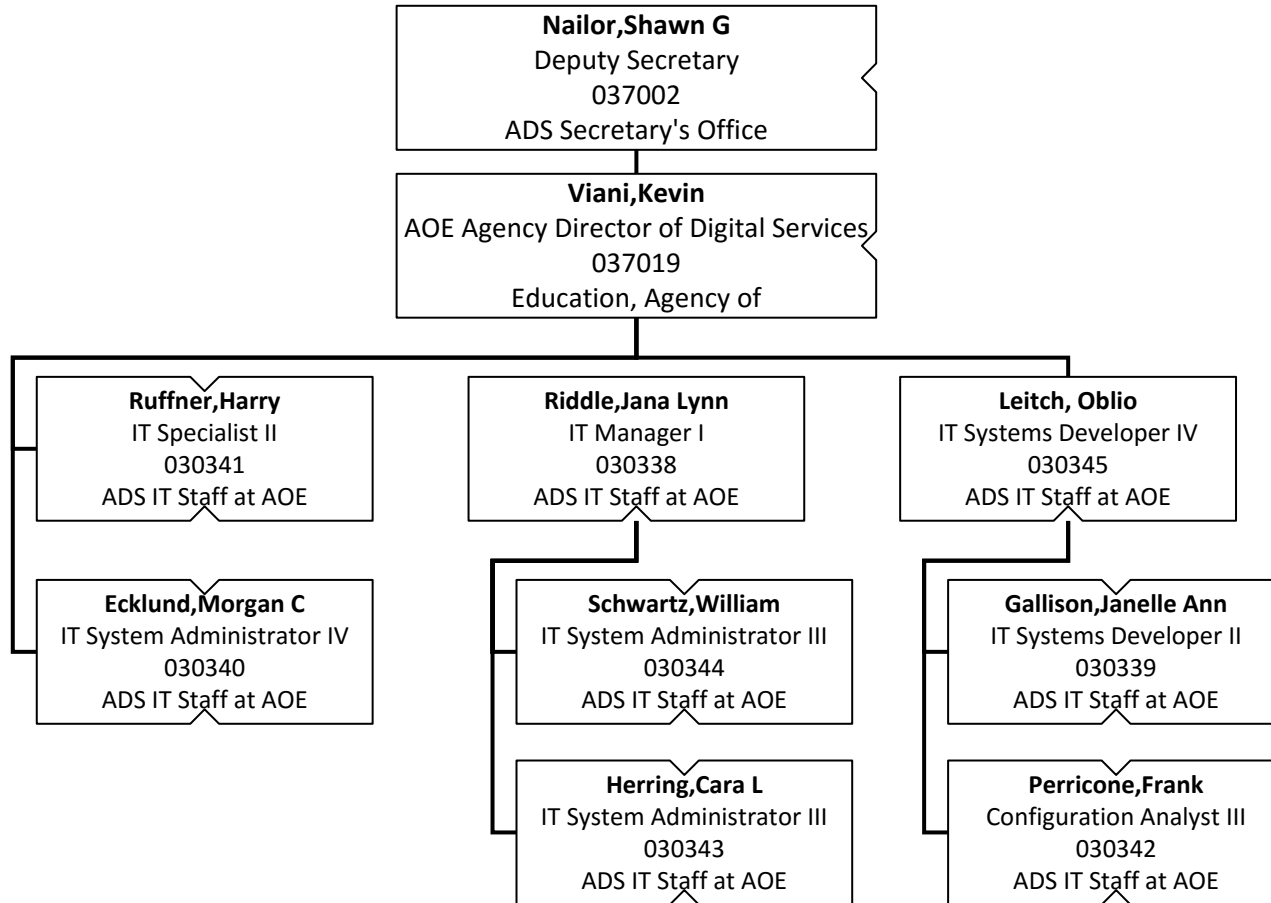 Nailor,Shawn G
Deputy Secretary
037002
ADS Secretary's Office
Viani,Kevin
AOE Agency Director of Digital Services
037019
Education, Agency of
Ruffner,Harry
IT Specialist II
030341
ADS IT Staff at AOE
Riddle,Jana Lynn
IT Manager I
030338
ADS IT Staff at AOE
Leitch, Oblio
IT Systems Developer IV
030345
ADS IT Staff at AOE
Ecklund,Morgan C
IT System Administrator IV
030340
ADS IT Staff at AOE
Schwartz,William
IT System Administrator III
030344
ADS IT Staff at AOE
Gallison,Janelle Ann
IT Systems Developer II
030339
ADS IT Staff at AOE
Herring,Cara L
IT System Administrator III
030343
ADS IT Staff at AOE
Perricone,Frank
Configuration Analyst III
030342
ADS IT Staff at AOE